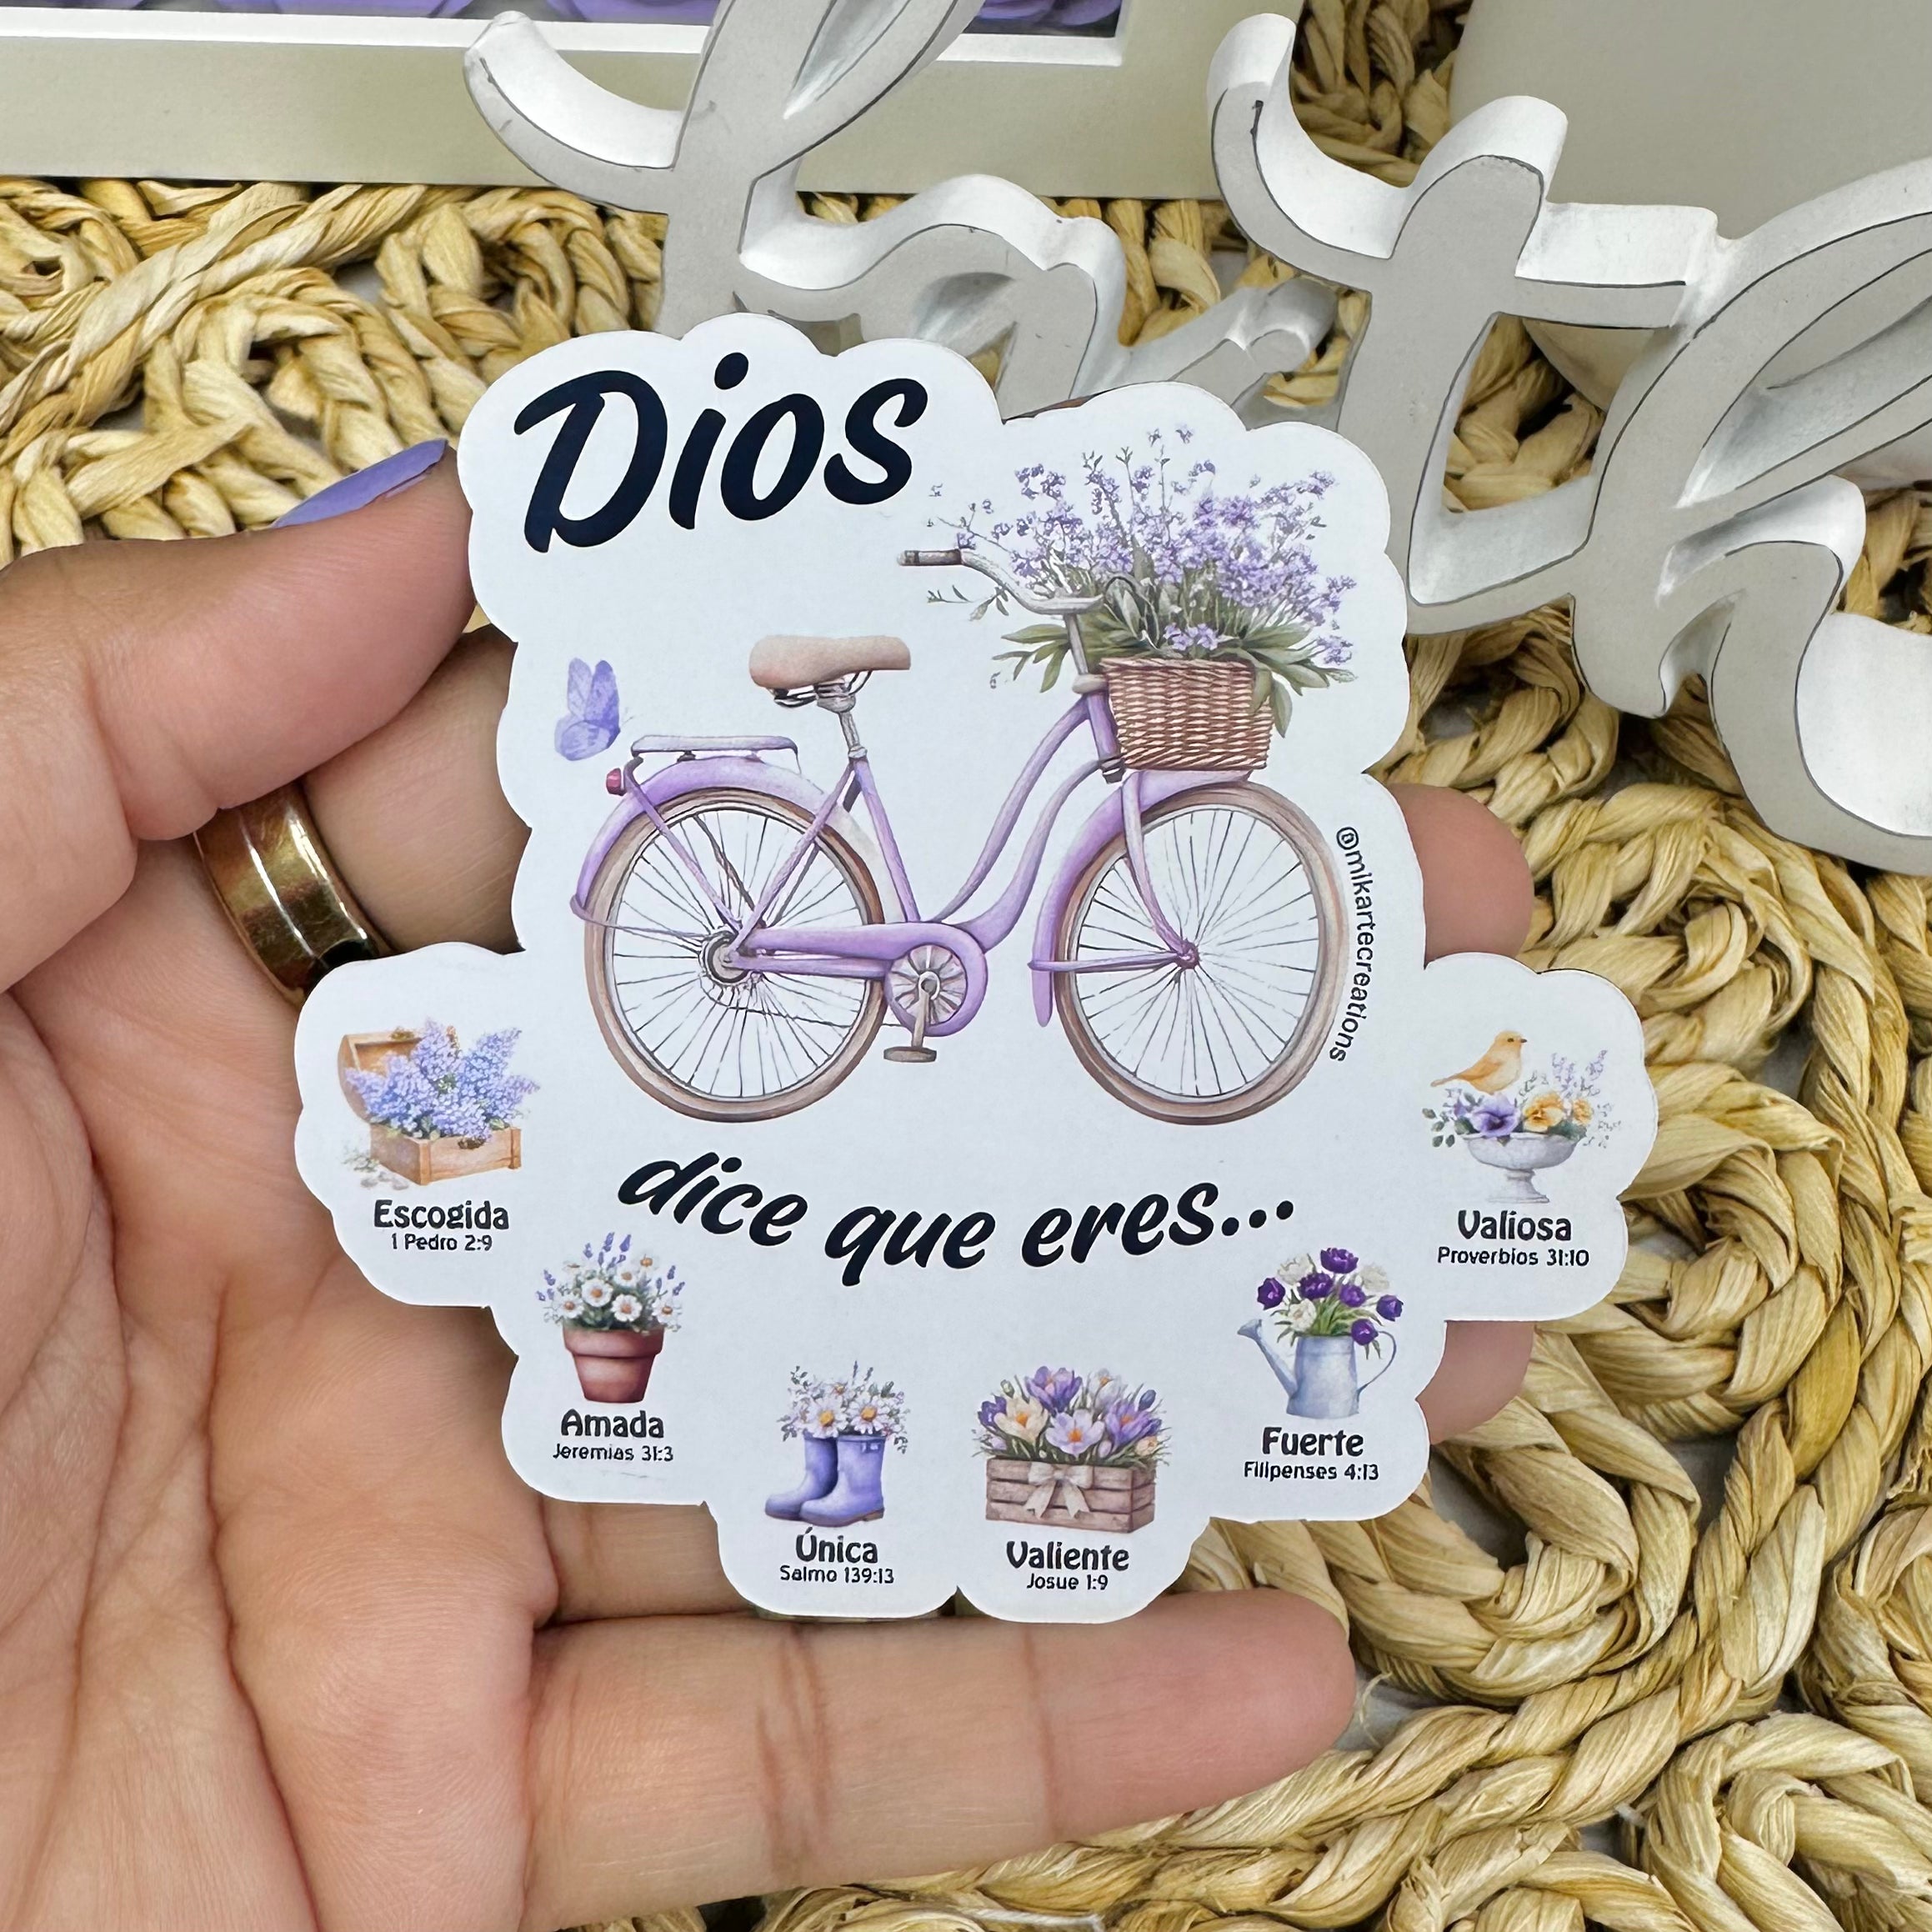 faith
Dios
@mikartecreations
dice que eres...
Escogida
1 Pedro 2:9
Amada
Jeremias 31:3
Única
Salmo 139:13
Valiente
Josue 1:9
Fuerte
Filipenses 4:13
Valiosa
Proverbios 31:10